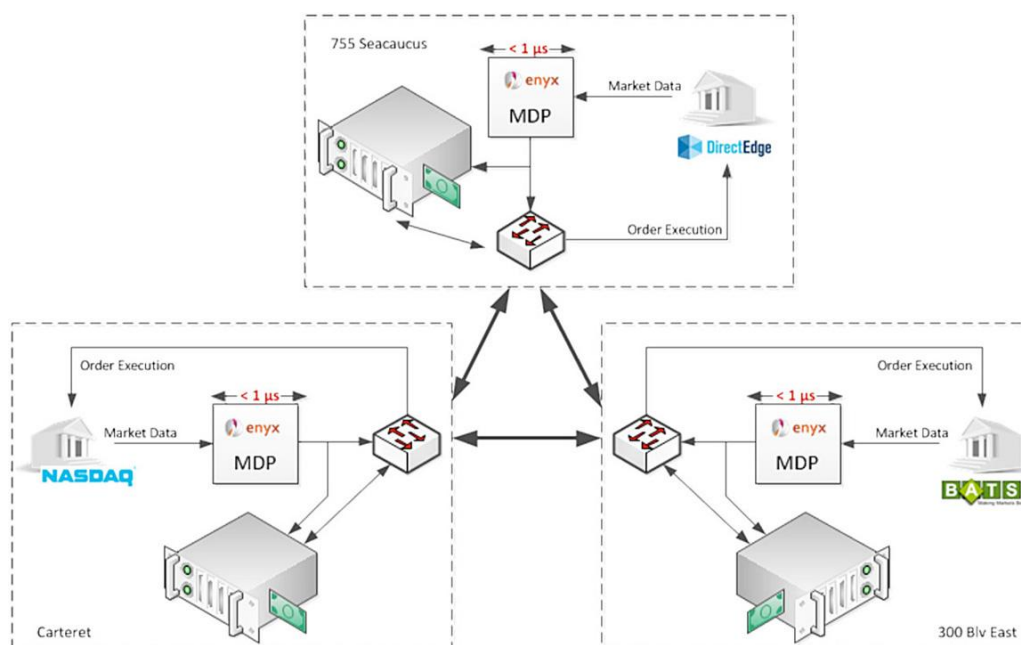 755 Seacaucus
< 1 µs
enyx
MDP
Market Data
DirectEdge
Order Execution
Order Execution
< 1 µs
enyx
MDP
Market Data
NASDAQ
Carteret
Order Execution
< 1 µs
enyx
MDP
Market Data
BATS
300 Blv East